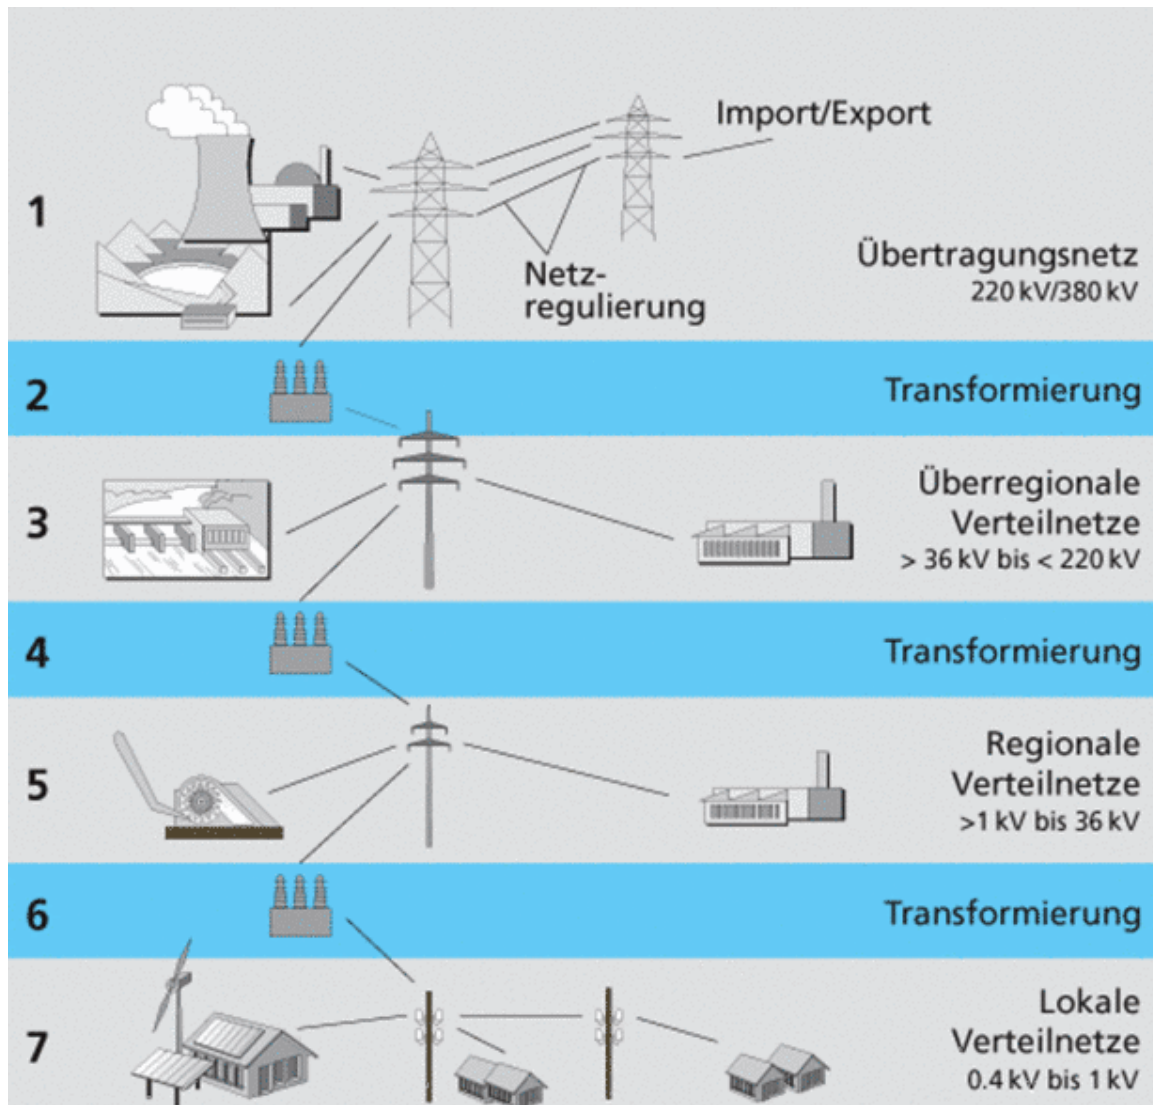 Import/Export
1
Netz-
regulierung
Übertragungsnetz
220 kV/380 kV
2
Transformierung
3
Überregionale
Verteilnetze
> 36 kV bis < 220 kV
4
Transformierung
5
Regionale
Verteilnetze
>1 kV bis 36 kV
6
Transformierung
7
Lokale
Verteilnetze
0.4 kV bis 1 kV